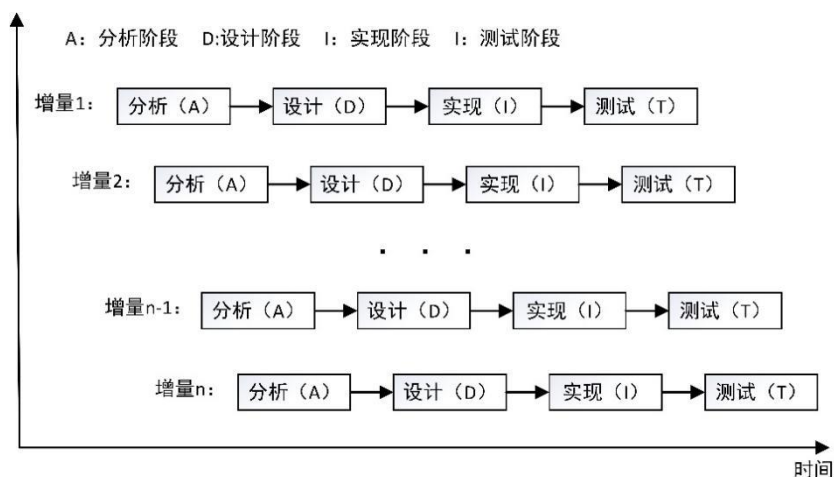 A：分析阶段 D:设计阶段 I：实现阶段 I：测试阶段
增量1： 分析（A） 设计（D） 实现（I） 测试（T）
增量2： 分析（A） 设计（D） 实现（I） 测试（T）
. . .
增量n-1： 分析（A） 设计（D） 实现（I） 测试（T）
增量n： 分析（A） 设计（D） 实现（I） 测试（T）
时间